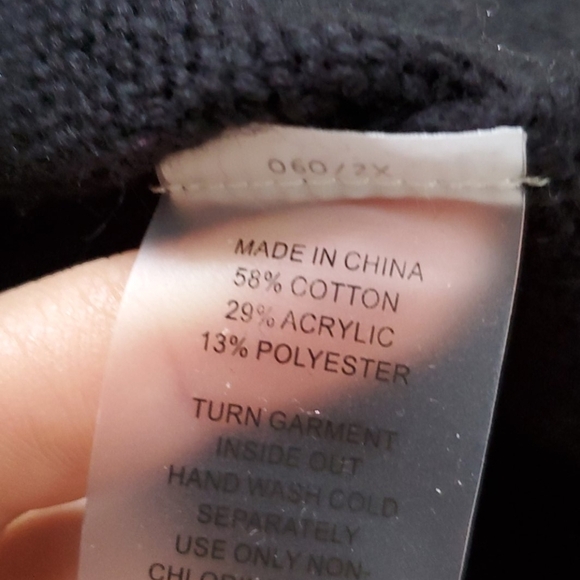 060/2X
MADE IN CHINA
58% COTTON
29% ACRYLIC
13% POLYESTER
TURN GARMENT
INSIDE OUT
HAND WASH COLD
SEPARATELY
USE ONLY NON-